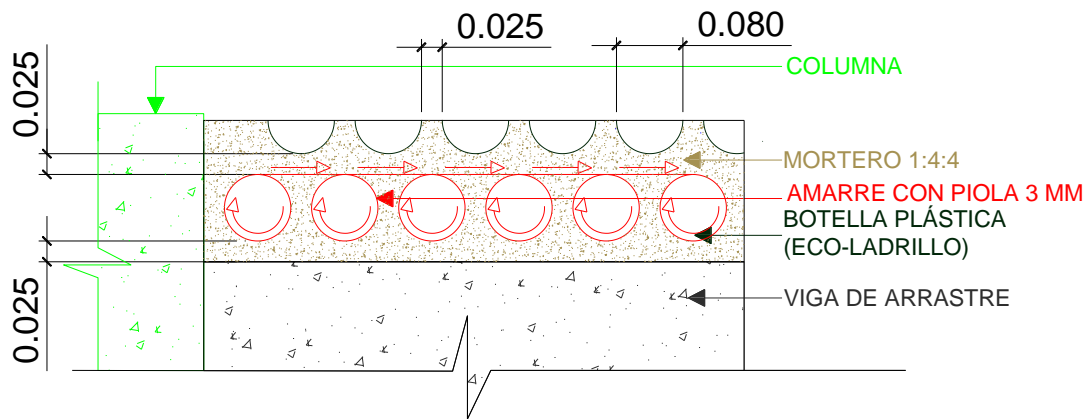 0.025
0.080
0.025
COLUMNA
MORTERO 1:4:4
AMARRE CON PIOLA 3 MM
BOTELLA PLÁSTICA
(ECO-LADRILLO)
VIGA DE ARRASTRE
0.025